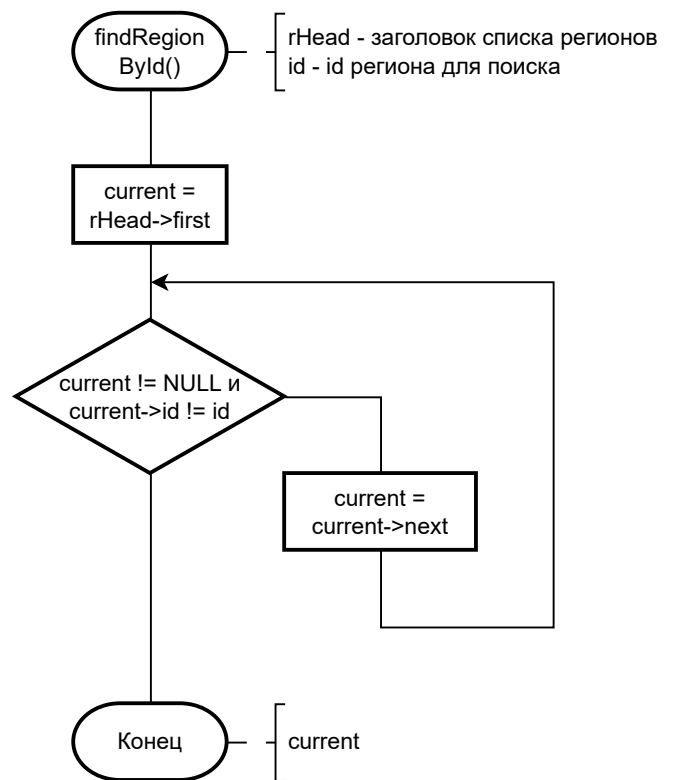 findRegion
ById()
rHead - заголовок списка регионов
id - id региона для поиска
current =
rHead->first
current != NULL и
current->id != id
current =
current->next
Конец
current